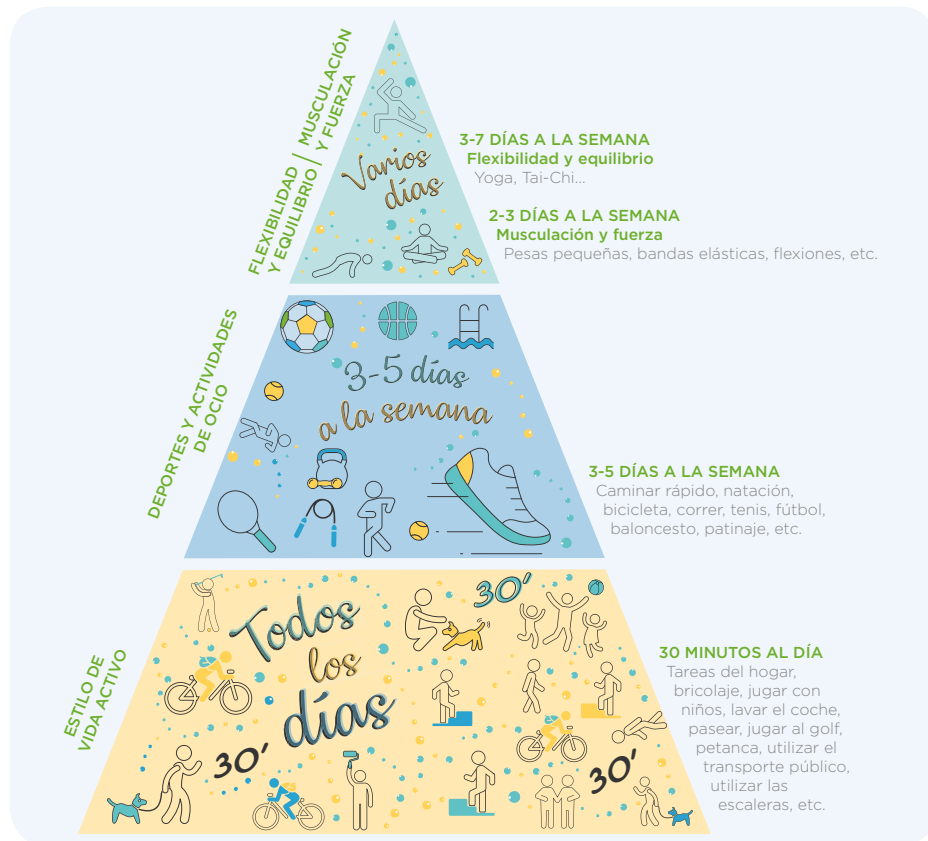 FLEXIBILIDAD
Y EQUILIBRIO
MUSCULACIÓN
Y FUERZA
Varios
días
3-7 DÍAS A LA SEMANA
Flexibilidad y equilibrio
Yoga, Tai-Chi...
2-3 DÍAS A LA SEMANA
Musculación y fuerza
Pesas pequeñas, bandas elásticas, flexiones, etc.
DEPORTES Y ACTIVIDADES
DE OCIO
3-5 días
a la semana
3-5 DÍAS A LA SEMANA
Caminar rápido, natación,
bicicleta, correr, tenis, fútbol,
baloncesto, patinaje, etc.
ESTILO DE
VIDA ACTIVO
Todos
los
días
30'
30'
30'
30 MINUTOS AL DÍA
Tareas del hogar,
bricolaje, jugar con
niños, lavar el coche,
pasear, jugar al golf,
petanca, utilizar el
transporte público,
utilizar las
escaleras, etc.